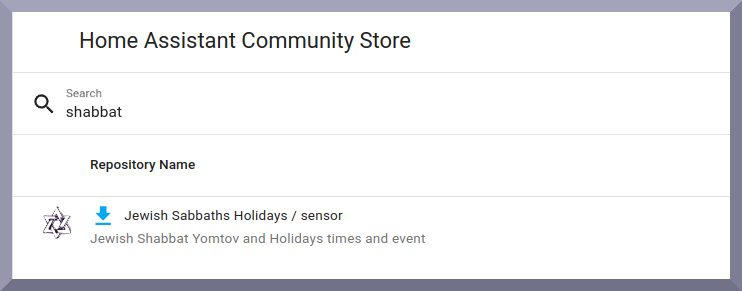 Home Assistant Community Store
Search
shabbat
Repository Name
Jewish Sabbaths Holidays / sensor
Jewish Shabbat Yomtov and Holidays times and event